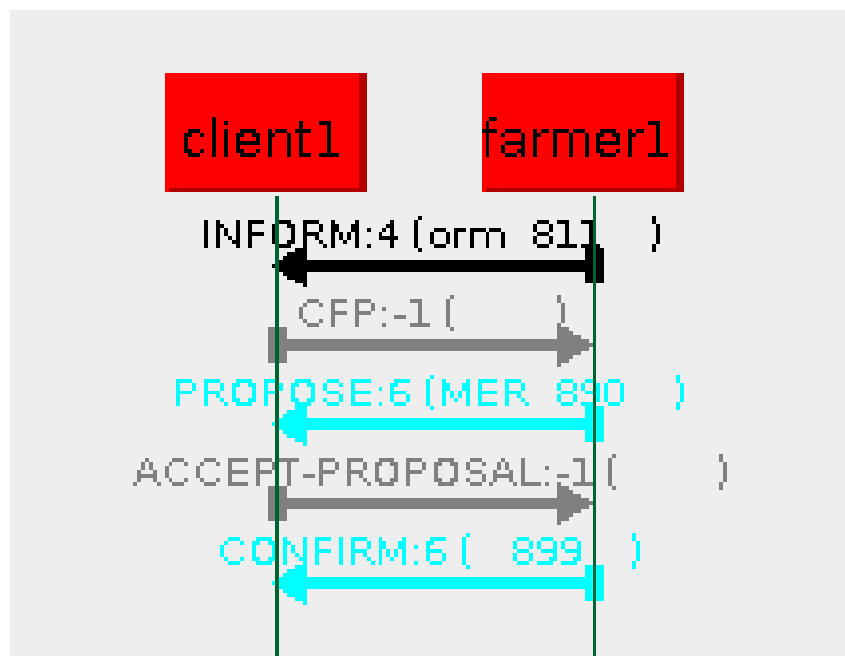 client1 farmer1
INFORM:4 (orm 811 )
CFP:-1 ( )
PROPOSE:6 (MER 890 )
ACCEPT-PROPOSAL:-1 ( )
CONFIRM:6 ( 899 )